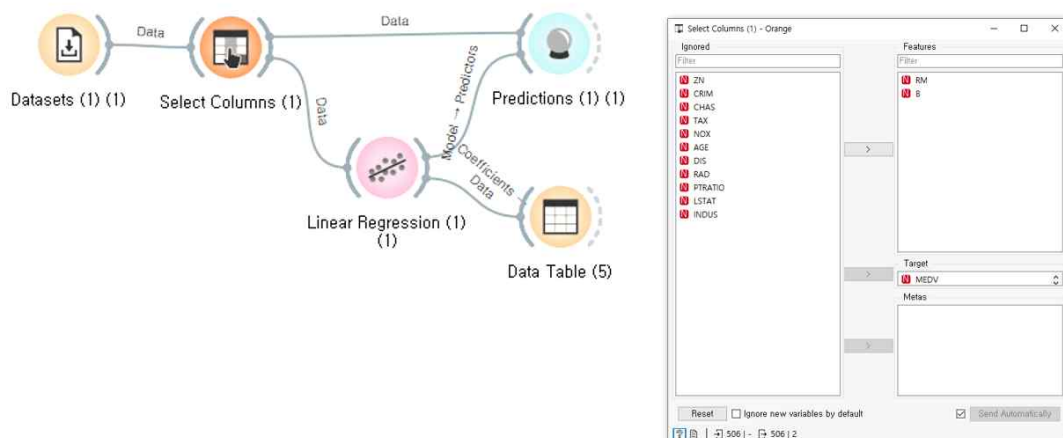 Data
Data
Data
Model → Predictors
Coefficients →
Data
Datasets (1) (1)
Select Columns (1)
Predictions (1) (1)
Linear Regression (1)
(1)
Data Table (5)
Select Columns (1) - Orange
Ignored
Filter
N ZN
N CRIM
N CHAS
N TAX
N NOX
N AGE
N DIS
N RAD
N PTRATIO
N LSTAT
N INDUS
>
>
>
Features
Filter
N RM
N B
Target
N MEDV
Metas
Reset
Ignore new variables by default
Send Automatically
? 506 | - 506 | 2